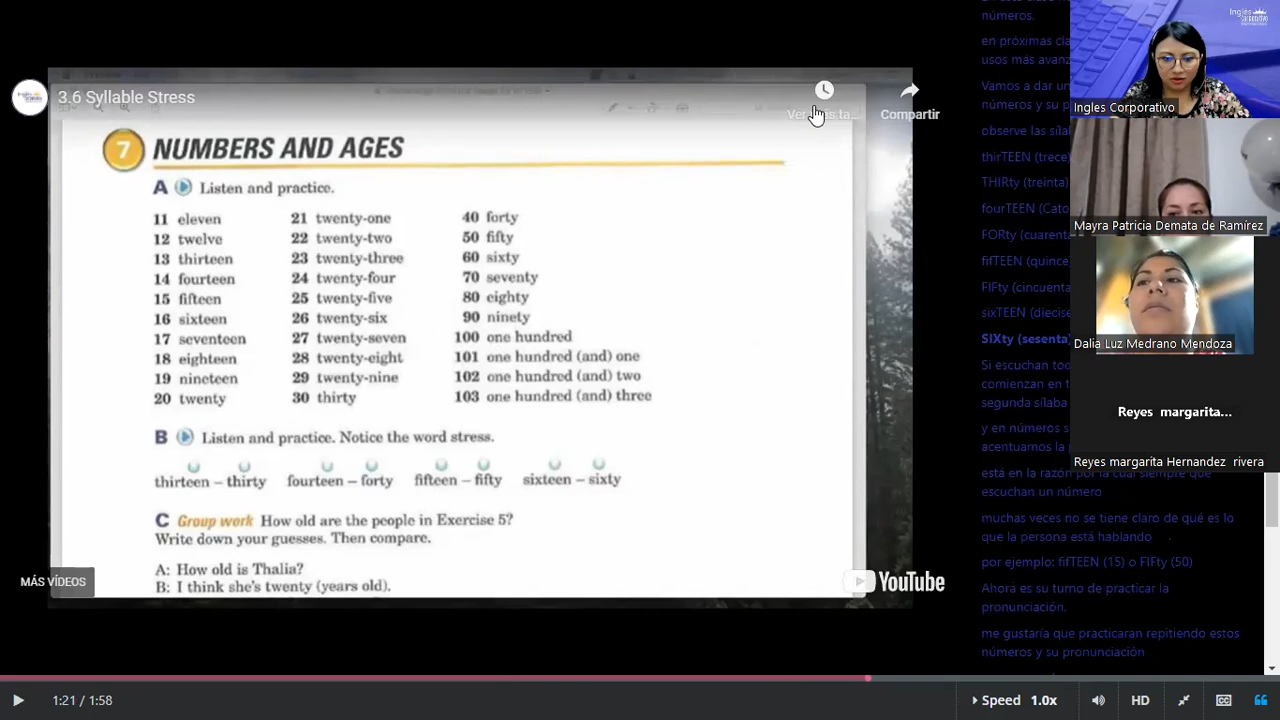 3.6 Syllable Stress
Compartir
7 NUMBERS AND AGES
A Listen and practice.
11 eleven
12 twelve
13 thirteen
14 fourteen
15 fifteen
16 sixteen
17 seventeen
18 eighteen
19 nineteen
20 twenty
21 twenty-one
22 twenty-two
23 twenty-three
24 twenty-four
25 twenty-five
26 twenty-six
27 twenty-seven
28 twenty-eight
29 twenty-nine
30 thirty
40 forty
50 fifty
60 sixty
70 seventy
80 eighty
90 ninety
100 one hundred
101 one hundred (and) one
102 one hundred (and) two
103 one hundred (and) three
B Listen and practice. Notice the word stress.
thirteen – thirty fourteen – forty fifteen – fifty sixteen – sixty
C Group work How old are the people in Exercise 5?
Write down your guesses. Then compare.
A: How old is Thalia?
B: I think she's twenty (years old).
MÁS VÍDEOS
YouTube
números.
en próximas
usos más
Vamos a dar un
números y su
observe las
thirTEEN (trece)
THIRty (treinta)
fourTEEN
FORty
fifTEEN (quince)
FIFty
sixTEEN
SIXty (sesenta)
Si escuchan
comienzan en
segunda sílaba
y en números
acentuamos la
está en la razón por la cual siempre que
escuchan un número
muchas veces no se tiene claro de qué es lo
que la persona está hablando
por ejemplo: fifTEEN (15) o FIFty (50)
Ahora es su turno de practicar la
pronunciación.
me gustaría que practicaran repitiendo estos
números y su pronunciación
Ingles Corporativo
Mayra Patricia Demata de Ramírez
Dalia Luz Medrano Mendoza
Reyes margarita...
Reyes margarita Hernandez rivera
1:21 / 1:58
Speed 1.0x
HD
CC